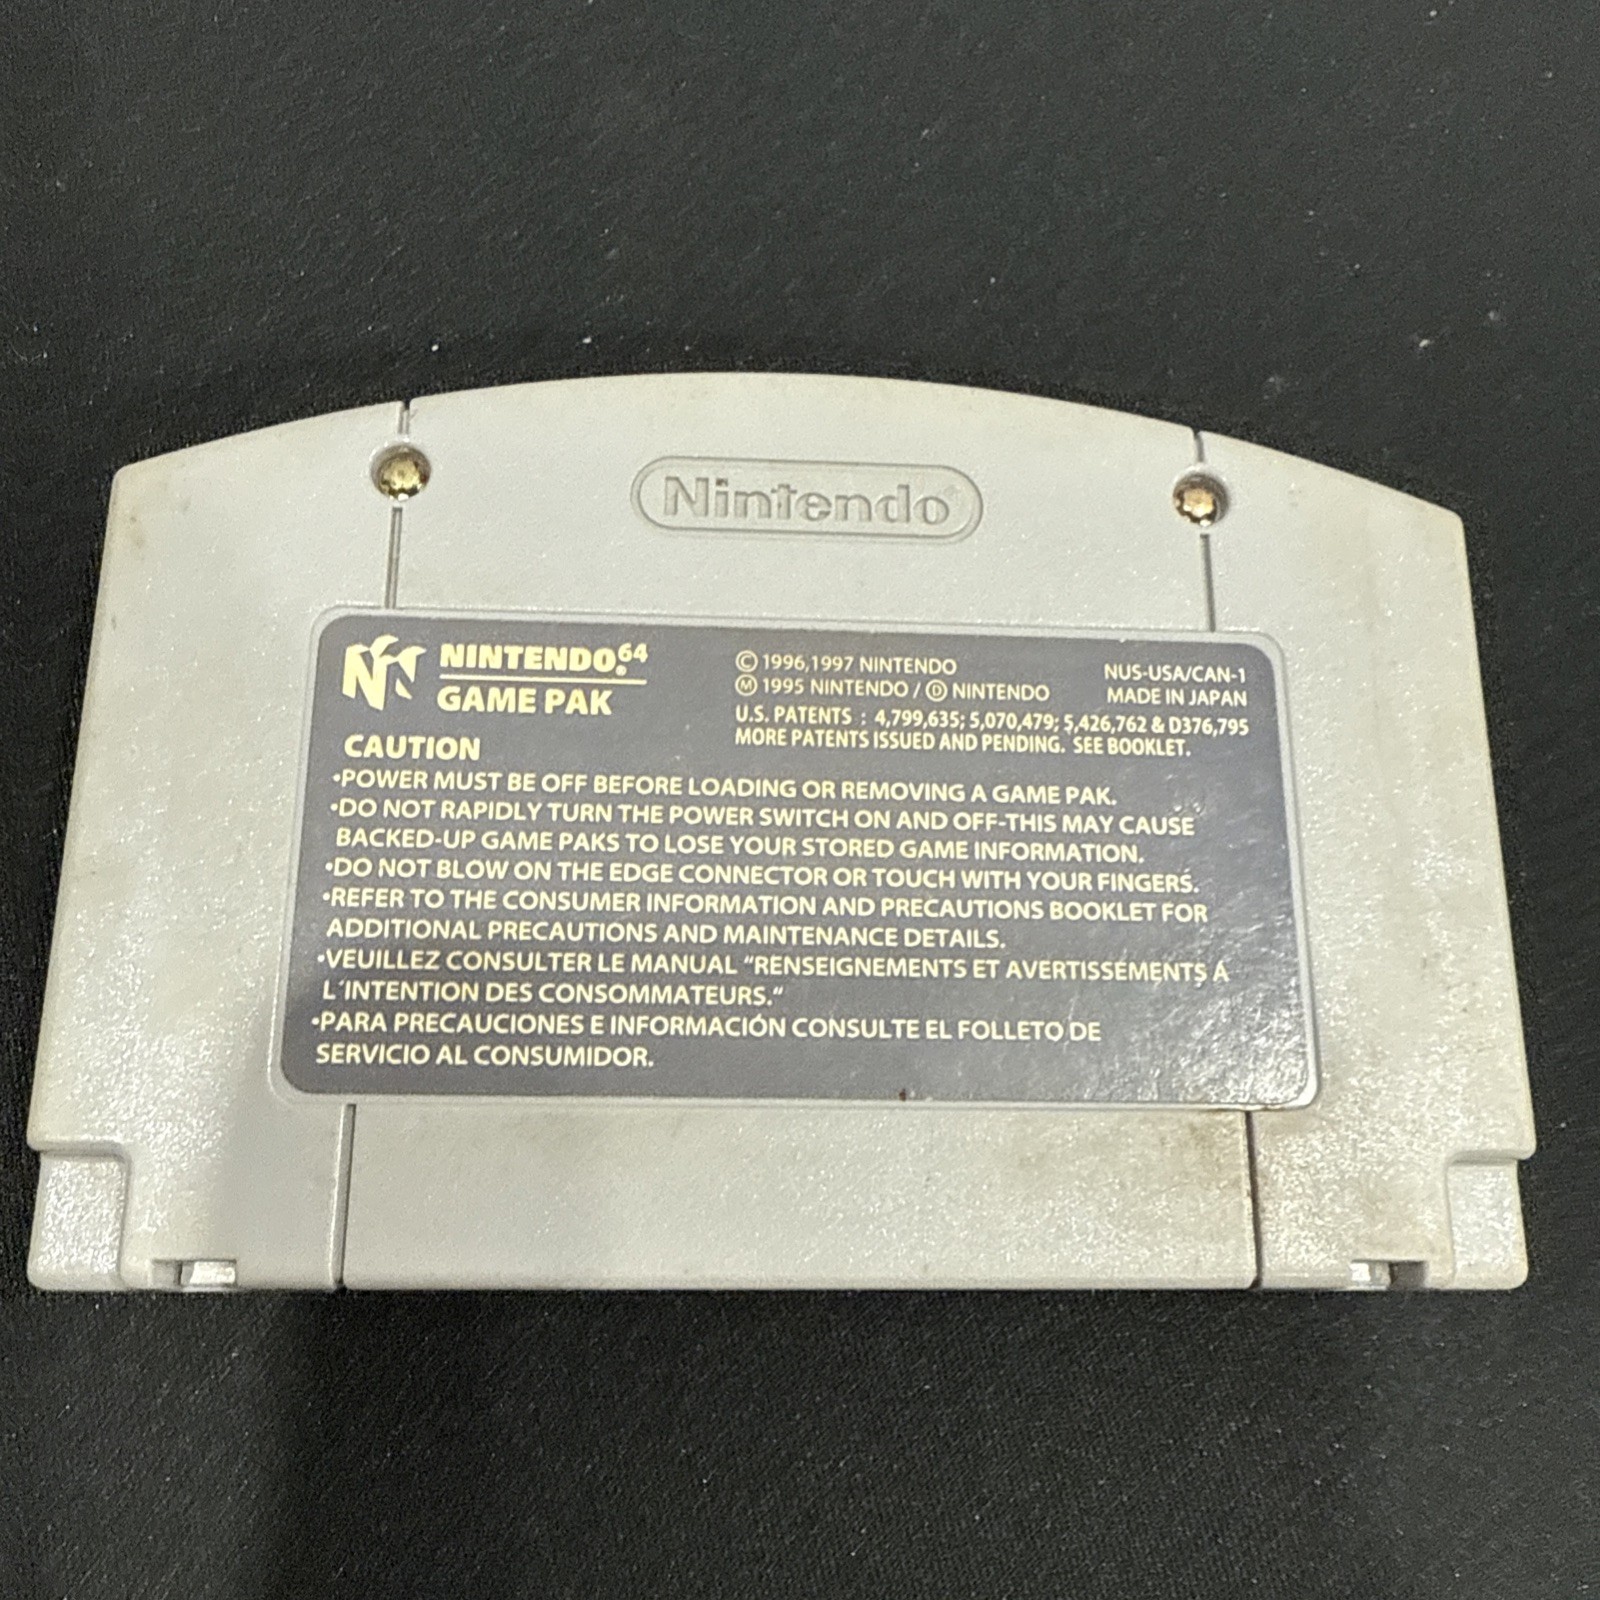 Nintendo
NINTENDO 64
GAME PAK
© 1996,1997 NINTENDO
Ⓜ 1995 NINTENDO / Ⓓ NINTENDO
U.S. PATENTS : 4,799,635; 5,070,479; 5,426,762 & D376,795
MORE PATENTS ISSUED AND PENDING. SEE BOOKLET.
NUS-USA/CAN-1
MADE IN JAPAN
CAUTION
•POWER MUST BE OFF BEFORE LOADING OR REMOVING A GAME PAK.
•DO NOT RAPIDLY TURN THE POWER SWITCH ON AND OFF-THIS MAY CAUSE
BACKED-UP GAME PAKS TO LOSE YOUR STORED GAME INFORMATION.
•DO NOT BLOW ON THE EDGE CONNECTOR OR TOUCH WITH YOUR FINGERS.
•REFER TO THE CONSUMER INFORMATION AND PRECAUTIONS BOOKLET FOR
ADDITIONAL PRECAUTIONS AND MAINTENANCE DETAILS.
•VEUILLEZ CONSULTER LE MANUAL "RENSEIGNEMENTS ET AVERTISSEMENTS A
L'INTENTION DES CONSOMMATEURS."
•PARA PRECAUCIONES E INFORMACIÓN CONSULTE EL FOLLETO DE
SERVICIO AL CONSUMIDOR.